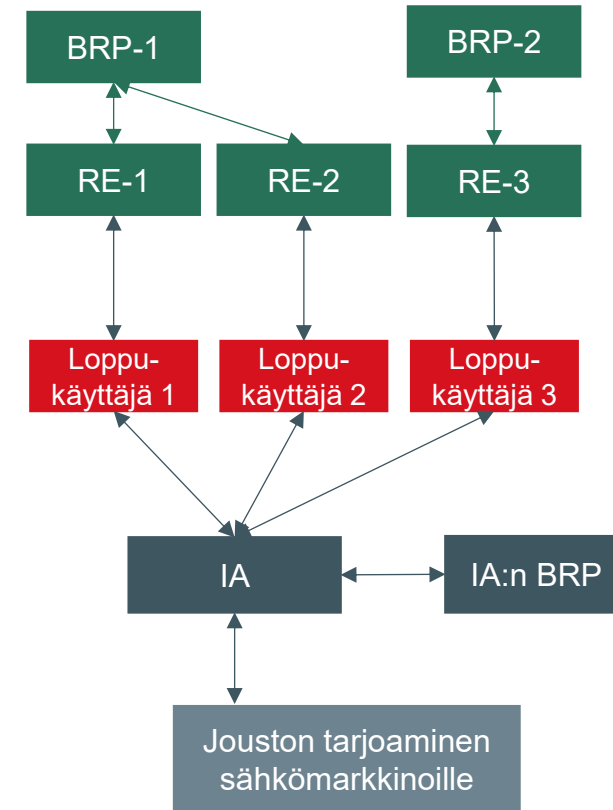 BRP-1
BRP-2
RE-1
RE-2
RE-3
Loppu-
käyttäjä 1
Loppu-
käyttäjä 2
Loppu-
käyttäjä 3
IA
IA:n BRP
Jouston tarjoaminen
sähkömarkkinoille